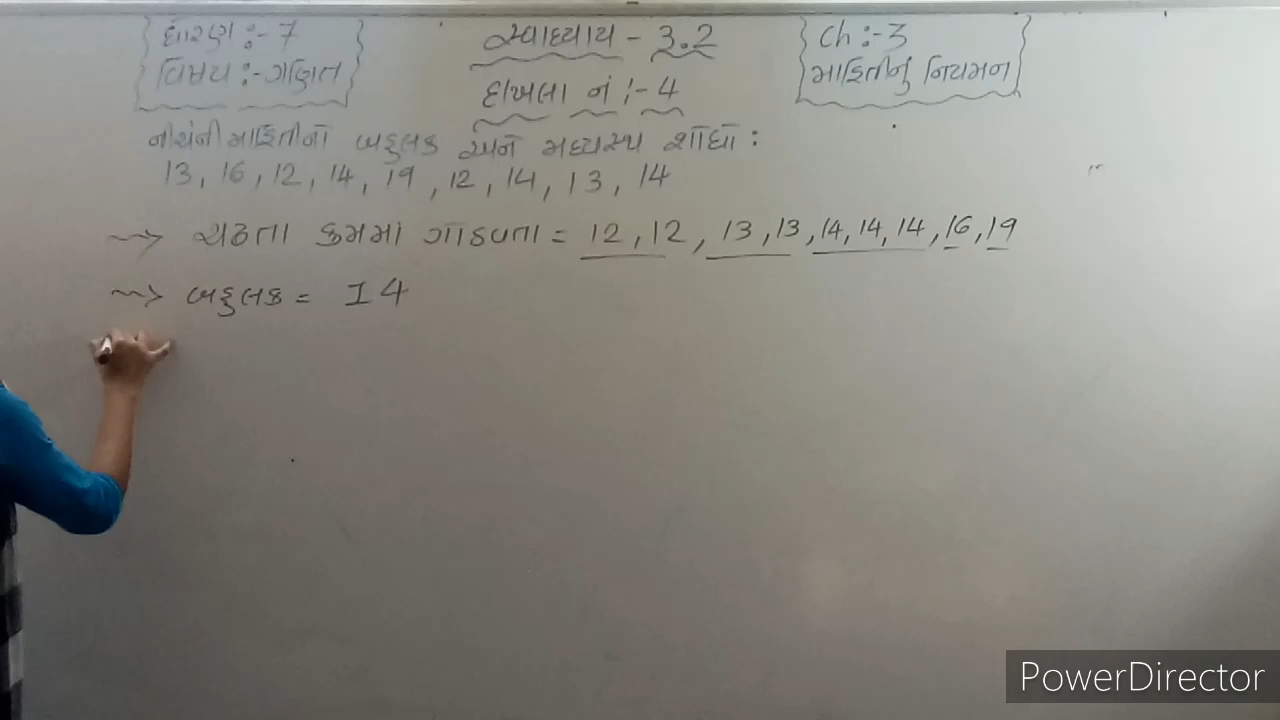 ધોરણ :- 7
વિષય :- ગણિત
સ્વાધ્યાય - 3.2
દાખલા નં :- 4
Ch :- 3
માહિતીનું નિયમન
નીચેની માહિતીનો બહુલક અને મધ્યસ્થ શોધો :
13, 16, 12, 14, 19, 12, 14, 13, 14
~> ચઢતા ક્રમમાં ગોઠવતા = 12, 12, 13, 13, 14, 14, 14, 16, 19
~> બહુલક = 14
PowerDirector